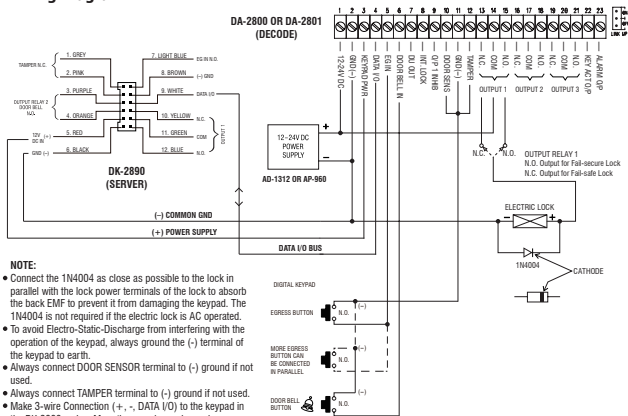 DA-2800 OR DA-2801
(DECODE)
1 2 3 4 5 6 7 8 9 10 11 12 13 14 15 16 17 18 19 20 21 22 23
LINK UP
12-24V DC
GND(–)
KEYPAD PWR
DATA I/O
EG IN
DOOR BELL IN
DU OUT
INT. LOCK
O/P 1 INHIB
DOOR SENS
GND(–)
TAMPER
N.C.
COM
N.O.
N.C.
COM
N.O.
N.C.
COM
N.O.
KEY ACT O/P
ALARM O/P
OUTPUT 1
OUTPUT 2
OUTPUT 3
TAMPER N.C.
1. GREY
2. PINK
OUTPUT RELAY 2
DOOR BELL
N.O.
3. PURPLE
4. ORANGE
12V (+)
DC IN
5. RED
GND (–)
6. BLACK
7. LIGHT BLUE
EG IN N.O.
8. BROWN
(–) GND
9. WHITE
DATA I/O
10. YELLOW
N.C.
11. GREEN
COM
12. BLUE
N.O.
OUTPUT 1
DK-2890
(SERVER)
12–24V DC
POWER
SUPPLY
+
–
AD-1312 OR AP-960
N.C.
N.O.
OUTPUT RELAY 1
N.O. Output for Fail-secure Lock
N.C. Output for Fail-safe Lock
ELECTRIC LOCK
–
+
1N4004
CATHODE
(–) COMMON GND
(+) POWER SUPPLY
DATA I/O BUS
NOTE:
• Connect the 1N4004 as close as possible to the lock in
parallel with the lock power terminals of the lock to absorb
the back EMF to prevent it from damaging the keypad. The
1N4004 is not required if the electric lock is AC operated.
• To avoid Electro-Static-Discharge from interfering with the
operation of the keypad, always ground the (-) terminal of
the keypad to earth.
• Always connect DOOR SENSOR terminal to (-) ground if not
used.
• Always connect TAMPER terminal to (-) ground if not used.
• Make 3-wire Connection (+, -, DATA I/O) to the keypad in
DIGITAL KEYPAD
EGRESS BUTTON
N.O.
(–)
MORE EGRESS
BUTTON CAN
BE CONNECTED
IN PARALLEL
N.O.
(–)
DOOR BELL
BUTTON
N.O.
(–)